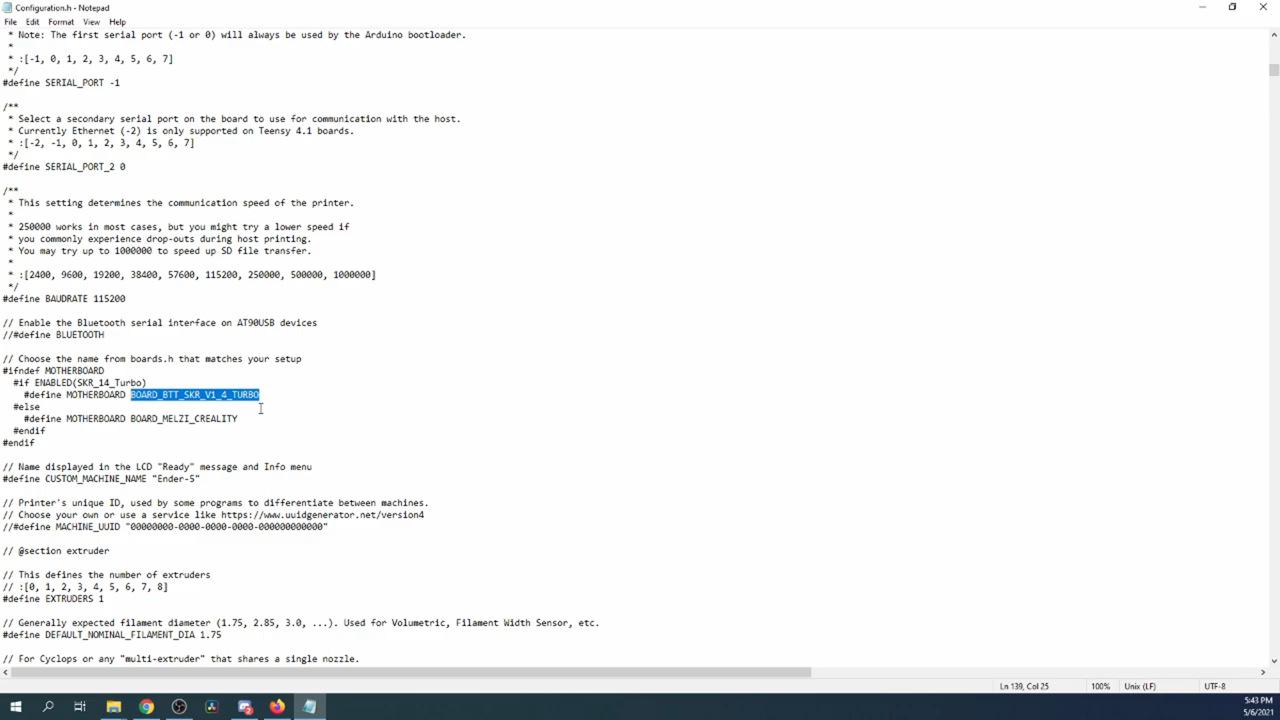 Configuration.h - Notepad
File Edit Format View Help
* Note: The first serial port (-1 or 0) will always be used by the Arduino bootloader.
*
* :[-1, 0, 1, 2, 3, 4, 5, 6, 7]
*/
#define SERIAL_PORT -1
/**
* Select a secondary serial port on the board to use for communication with the host.
* Currently Ethernet (-2) is only supported on Teensy 4.1 boards.
* :[-2, -1, 0, 1, 2, 3, 4, 5, 6, 7]
*/
#define SERIAL_PORT_2 0
/**
* This setting determines the communication speed of the printer.
*
* 250000 works in most cases, but you might try a lower speed if
* you commonly experience drop-outs during host printing.
* You may try up to 1000000 to speed up SD file transfer.
*
* :[2400, 9600, 19200, 38400, 57600, 115200, 250000, 500000, 1000000]
*/
#define BAUDRATE 115200
// Enable the Bluetooth serial interface on AT90USB devices
//#define BLUETOOTH
// Choose the name from boards.h that matches your setup
#ifndef MOTHERBOARD
#if ENABLED(SKR_14_Turbo)
#define MOTHERBOARD BOARD_BTT_SKR_V1_4_TURBO
#else
#define MOTHERBOARD BOARD_MELZI_CREALITY
#endif
#endif
// Name displayed in the LCD "Ready" message and Info menu
#define CUSTOM_MACHINE_NAME "Ender-5"
// Printer's unique ID, used by some programs to differentiate between machines.
// Choose your own or use a service like https://www.uuidgenerator.net/version4
//#define MACHINE_UUID "00000000-0000-0000-0000-000000000000"
// @section extruder
// This defines the number of extruders
// :[0, 1, 2, 3, 4, 5, 6, 7, 8]
#define EXTRUDERS 1
// Generally expected filament diameter (1.75, 2.85, 3.0, ...). Used for Volumetric, Filament Width Sensor, etc.
#define DEFAULT_NOMINAL_FILAMENT_DIA 1.75
// For Cyclops or any "multi-extruder" that shares a single nozzle.
Ln 139, Col 25 100% Unix (LF) UTF-8
5:43 PM
5/6/2021